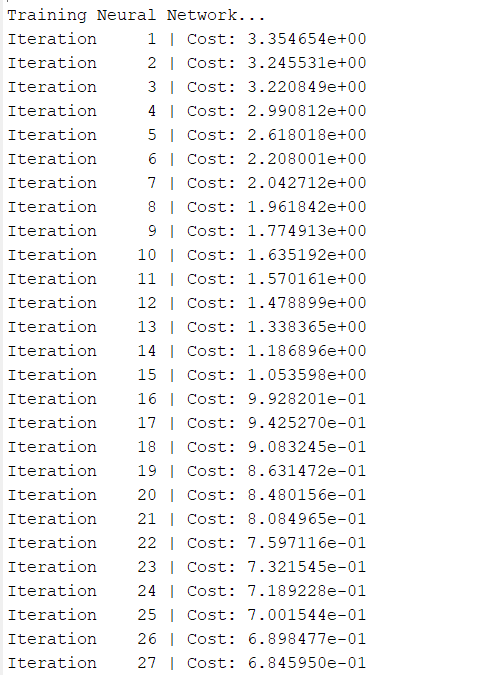 Training Neural Network...
Iteration     1 | Cost: 3.354654e+00
Iteration     2 | Cost: 3.245531e+00
Iteration     3 | Cost: 3.220849e+00
Iteration     4 | Cost: 2.990812e+00
Iteration     5 | Cost: 2.618018e+00
Iteration     6 | Cost: 2.208001e+00
Iteration     7 | Cost: 2.042712e+00
Iteration     8 | Cost: 1.961842e+00
Iteration     9 | Cost: 1.774913e+00
Iteration    10 | Cost: 1.635192e+00
Iteration    11 | Cost: 1.570161e+00
Iteration    12 | Cost: 1.478899e+00
Iteration    13 | Cost: 1.338365e+00
Iteration    14 | Cost: 1.186896e+00
Iteration    15 | Cost: 1.053598e+00
Iteration    16 | Cost: 9.928201e-01
Iteration    17 | Cost: 9.425270e-01
Iteration    18 | Cost: 9.083245e-01
Iteration    19 | Cost: 8.631472e-01
Iteration    20 | Cost: 8.480156e-01
Iteration    21 | Cost: 8.084965e-01
Iteration    22 | Cost: 7.597116e-01
Iteration    23 | Cost: 7.321545e-01
Iteration    24 | Cost: 7.189228e-01
Iteration    25 | Cost: 7.001544e-01
Iteration    26 | Cost: 6.898477e-01
Iteration    27 | Cost: 6.845950e-01